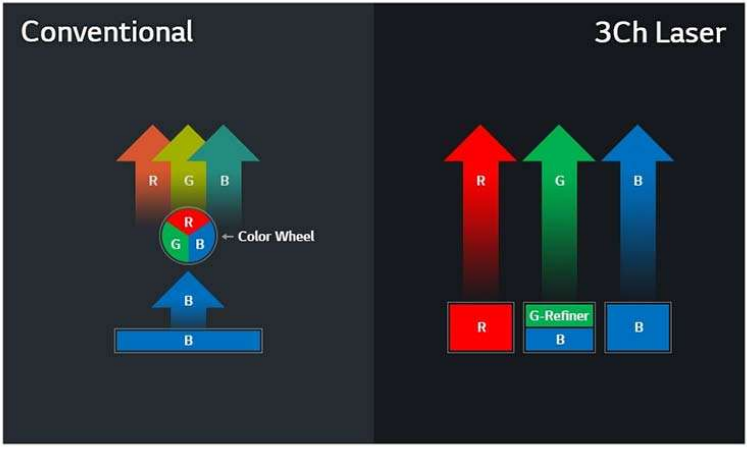 Conventional
3Ch Laser
R G B
R
G B
← Color Wheel
B
B
R
G
B
R
G-Refiner
B
B